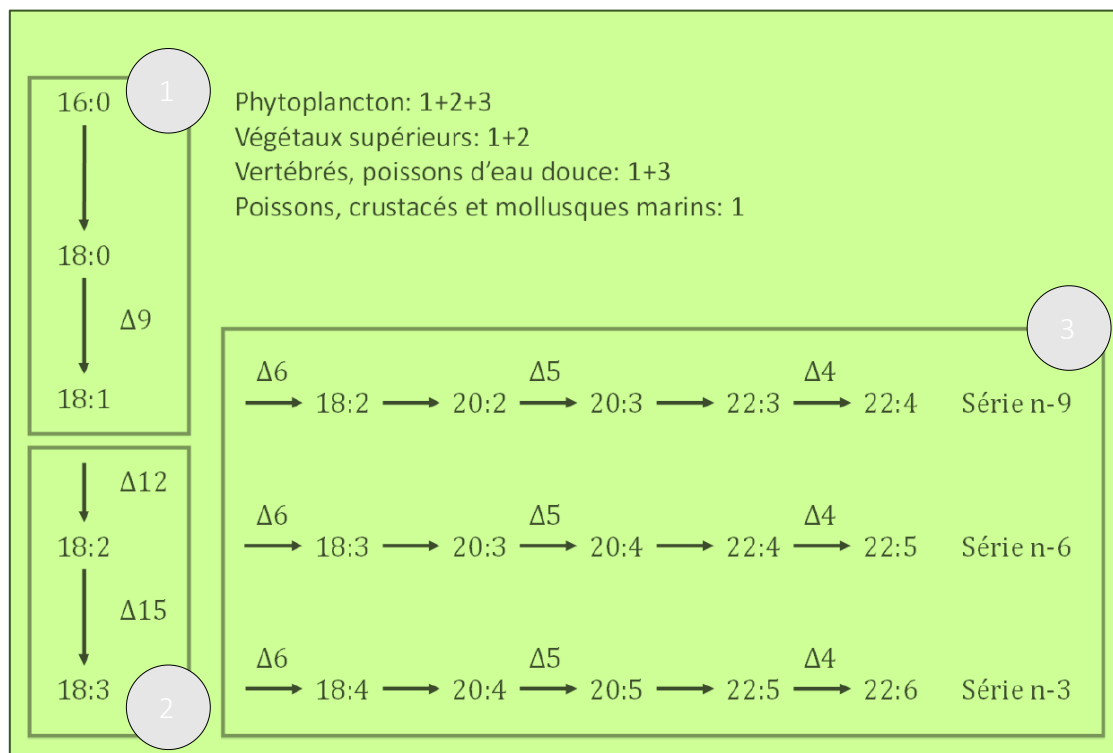 1
16:0
18:0
Δ9
18:1
Phytoplancton: 1+2+3
Végétaux supérieurs: 1+2
Vertébrés, poissons d'eau douce: 1+3
Poissons, crustacés et mollusques marins: 1
Δ12
18:2
Δ15
18:3
2
3
Δ6 Δ5 Δ4
18:2 20:2 20:3 22:3 22:4 Série n-9
Δ6 Δ5 Δ4
18:3 20:3 20:4 22:4 22:5 Série n-6
Δ6 Δ5 Δ4
18:4 20:4 20:5 22:5 22:6 Série n-3